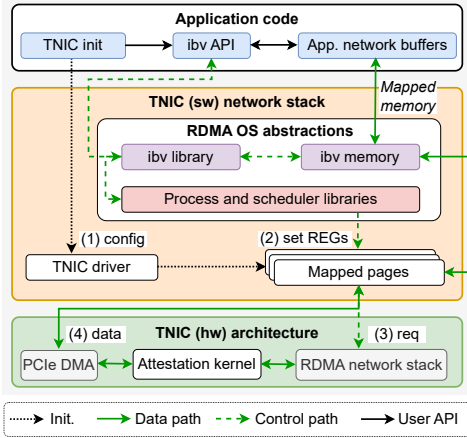 Application code
TNIC init
ibv API
App. network buffers
Mapped
memory
TNIC (sw) network stack
RDMA OS abstractions
ibv library
ibv memory
Process and scheduler libraries
(1) config
(2) set REGs
TNIC driver
Mapped pages
(4) data
TNIC (hw) architecture
(3) req
PCIe DMA
Attestation kernel
RDMA network stack
Init.
Data path
Control path
User API